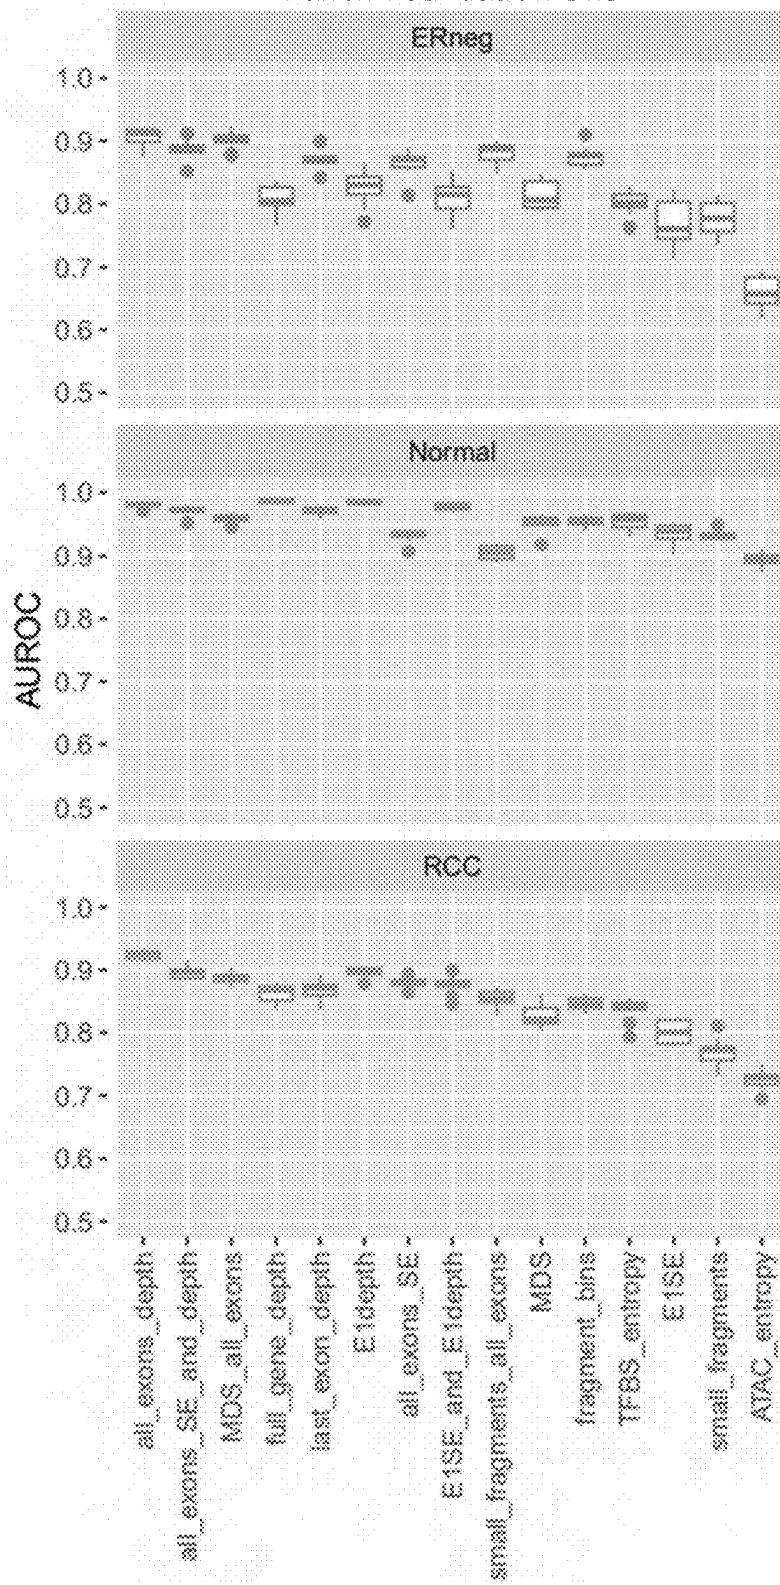 ERneg
1.0
0.9
0.8
0.7
0.6
0.5
Normal
1.0
0.9
0.8
0.7
0.6
0.5
AUROC
RCC
1.0
0.9
0.8
0.7
0.6
0.5
all_exons_depth
all_exons_SE_and_depth
MDS_all_exons
full_gene_depth
last_exon_depth
E1depth
all_exons_SE
E1SE_and_E1depth
small_fragments_all_exons
MDS
fragment_bins
TFBS_entropy
E1SE
small_fragments
ATAC_entropy